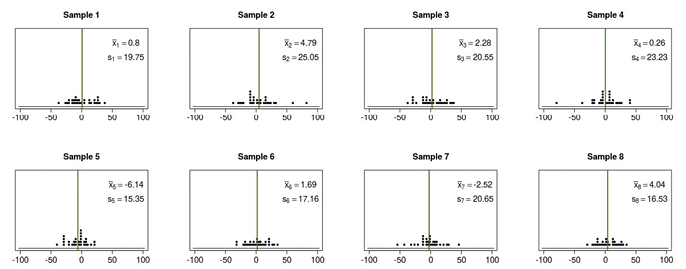 Sample 1
x̄₁ = 0.8
s₁ = 19.75
-100 -50 0 50 100
Sample 2
x̄₂ = 4.79
s₂ = 25.05
-100 -50 0 50 100
Sample 3
x̄₃ = 2.28
s₃ = 20.55
-100 -50 0 50 100
Sample 4
x̄₄ = 0.26
s₄ = 23.23
-100 -50 0 50 100
Sample 5
x̄₅ = -6.14
s₅ = 15.35
-100 -50 0 50 100
Sample 6
x̄₆ = 1.69
s₆ = 17.16
-100 -50 0 50 100
Sample 7
x̄₇ = -2.52
s₇ = 20.65
-100 -50 0 50 100
Sample 8
x̄₈ = 4.04
s₈ = 16.53
-100 -50 0 50 100